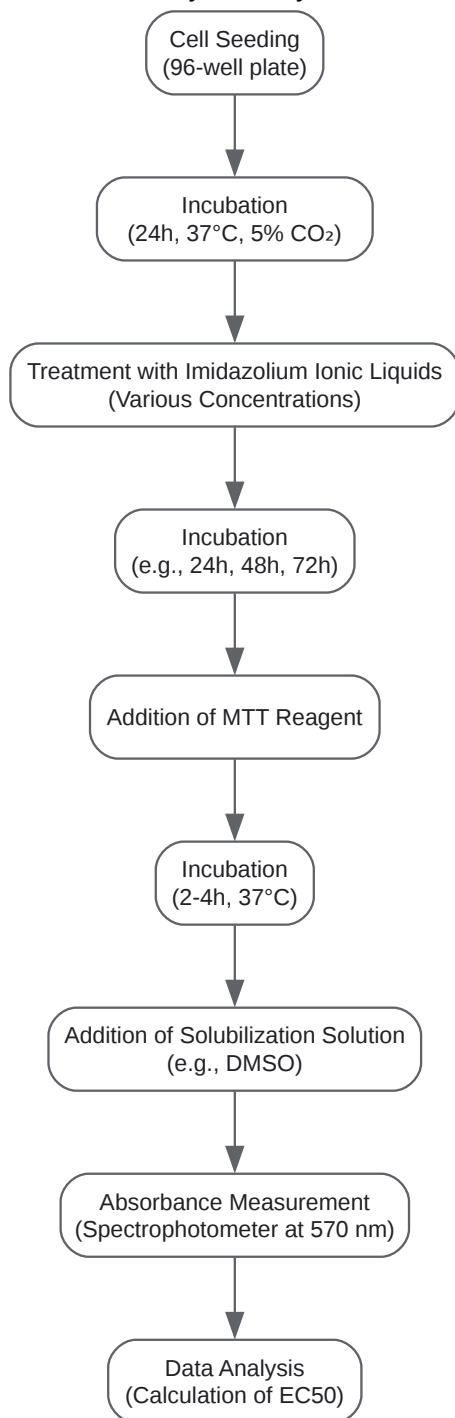 Cell Seeding
(96-well plate)
Incubation
(24h, 37°C, 5% CO₂)
Treatment with Imidazolium Ionic Liquids
(Various Concentrations)
Incubation
(e.g., 24h, 48h, 72h)
Addition of MTT Reagent
Incubation
(2-4h, 37°C)
Addition of Solubilization Solution
(e.g., DMSO)
Absorbance Measurement
(Spectrophotometer at 570 nm)
Data Analysis
(Calculation of EC50)